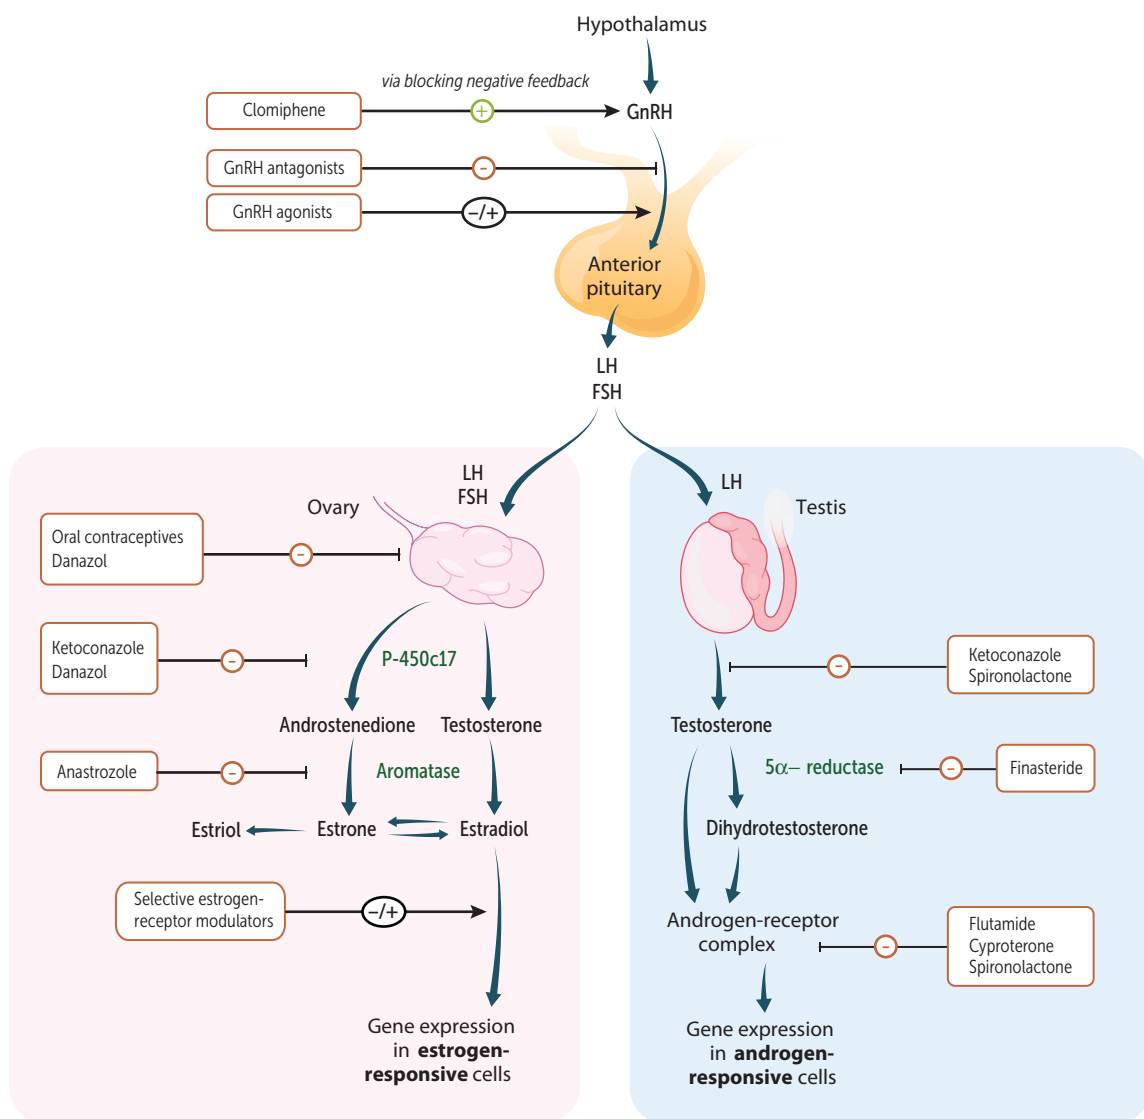 Hypothalamus
via blocking negative feedback
Clomiphene
+
GnRH
GnRH antagonists
-
GnRH agonists
−/+
Anterior
pituitary
LH
FSH
LH
FSH
Ovary
Oral contraceptives
Danazol
-
Ketoconazole
Danazol
-
P-450c17
Androstenedione
Testosterone
Anastrozole
-
Aromatase
Estriol
Estrone
Estradiol
Selective estrogen-
receptor modulators
−/+
Gene expression
in estrogen-
responsive cells
LH
Testis
-
Ketoconazole
Spironolactone
Testosterone
5α− reductase
-
Finasteride
Dihydrotestosterone
Androgen-receptor
complex
-
Flutamide
Cyproterone
Spironolactone
Gene expression
in androgen-
responsive cells